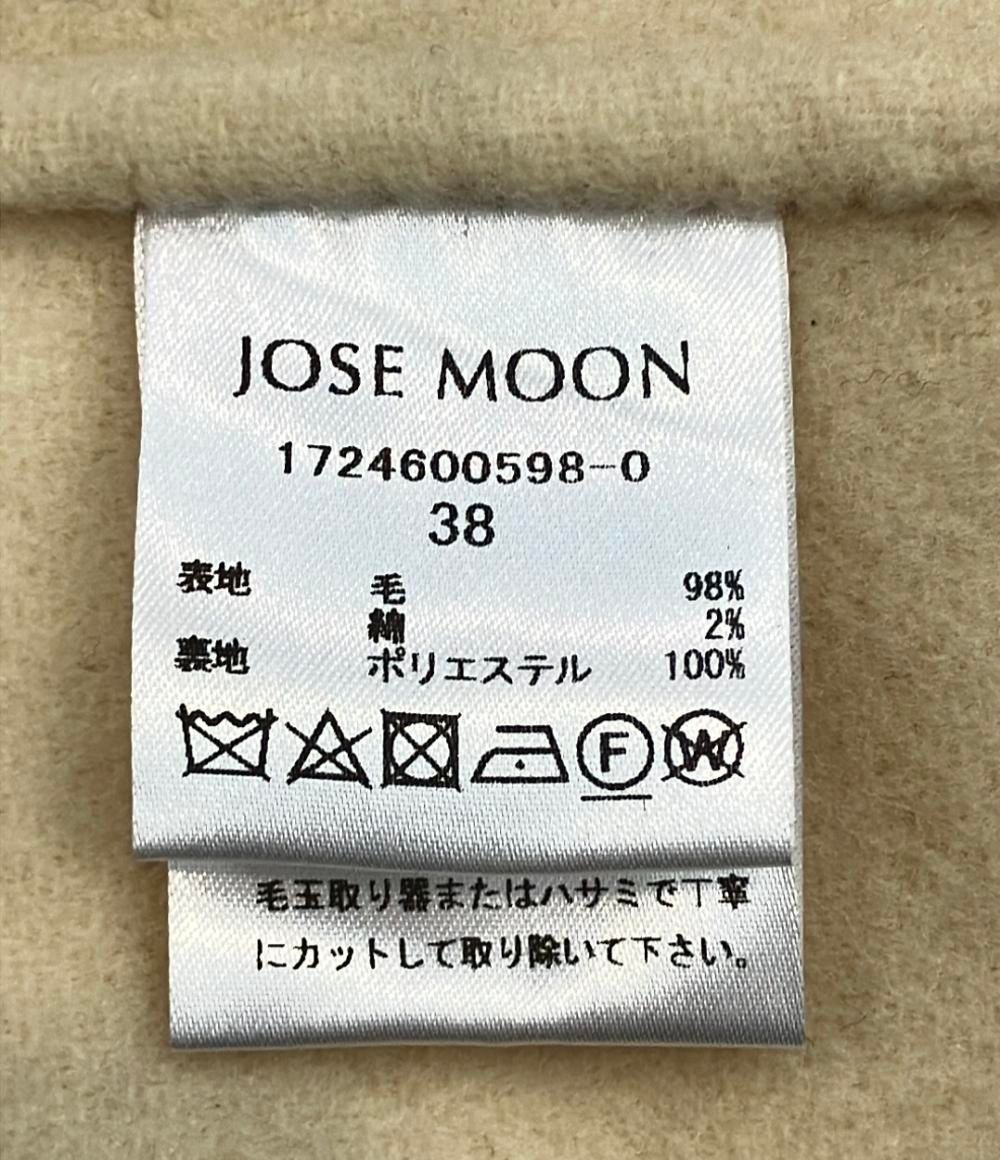 JOSE MOON
1724600598-0
38
表地 毛 98%
綿 2%
裏地 ポリエステル 100%
F W
毛玉取り器またはハサミで丁寧
にカットして取り除いて下さい。